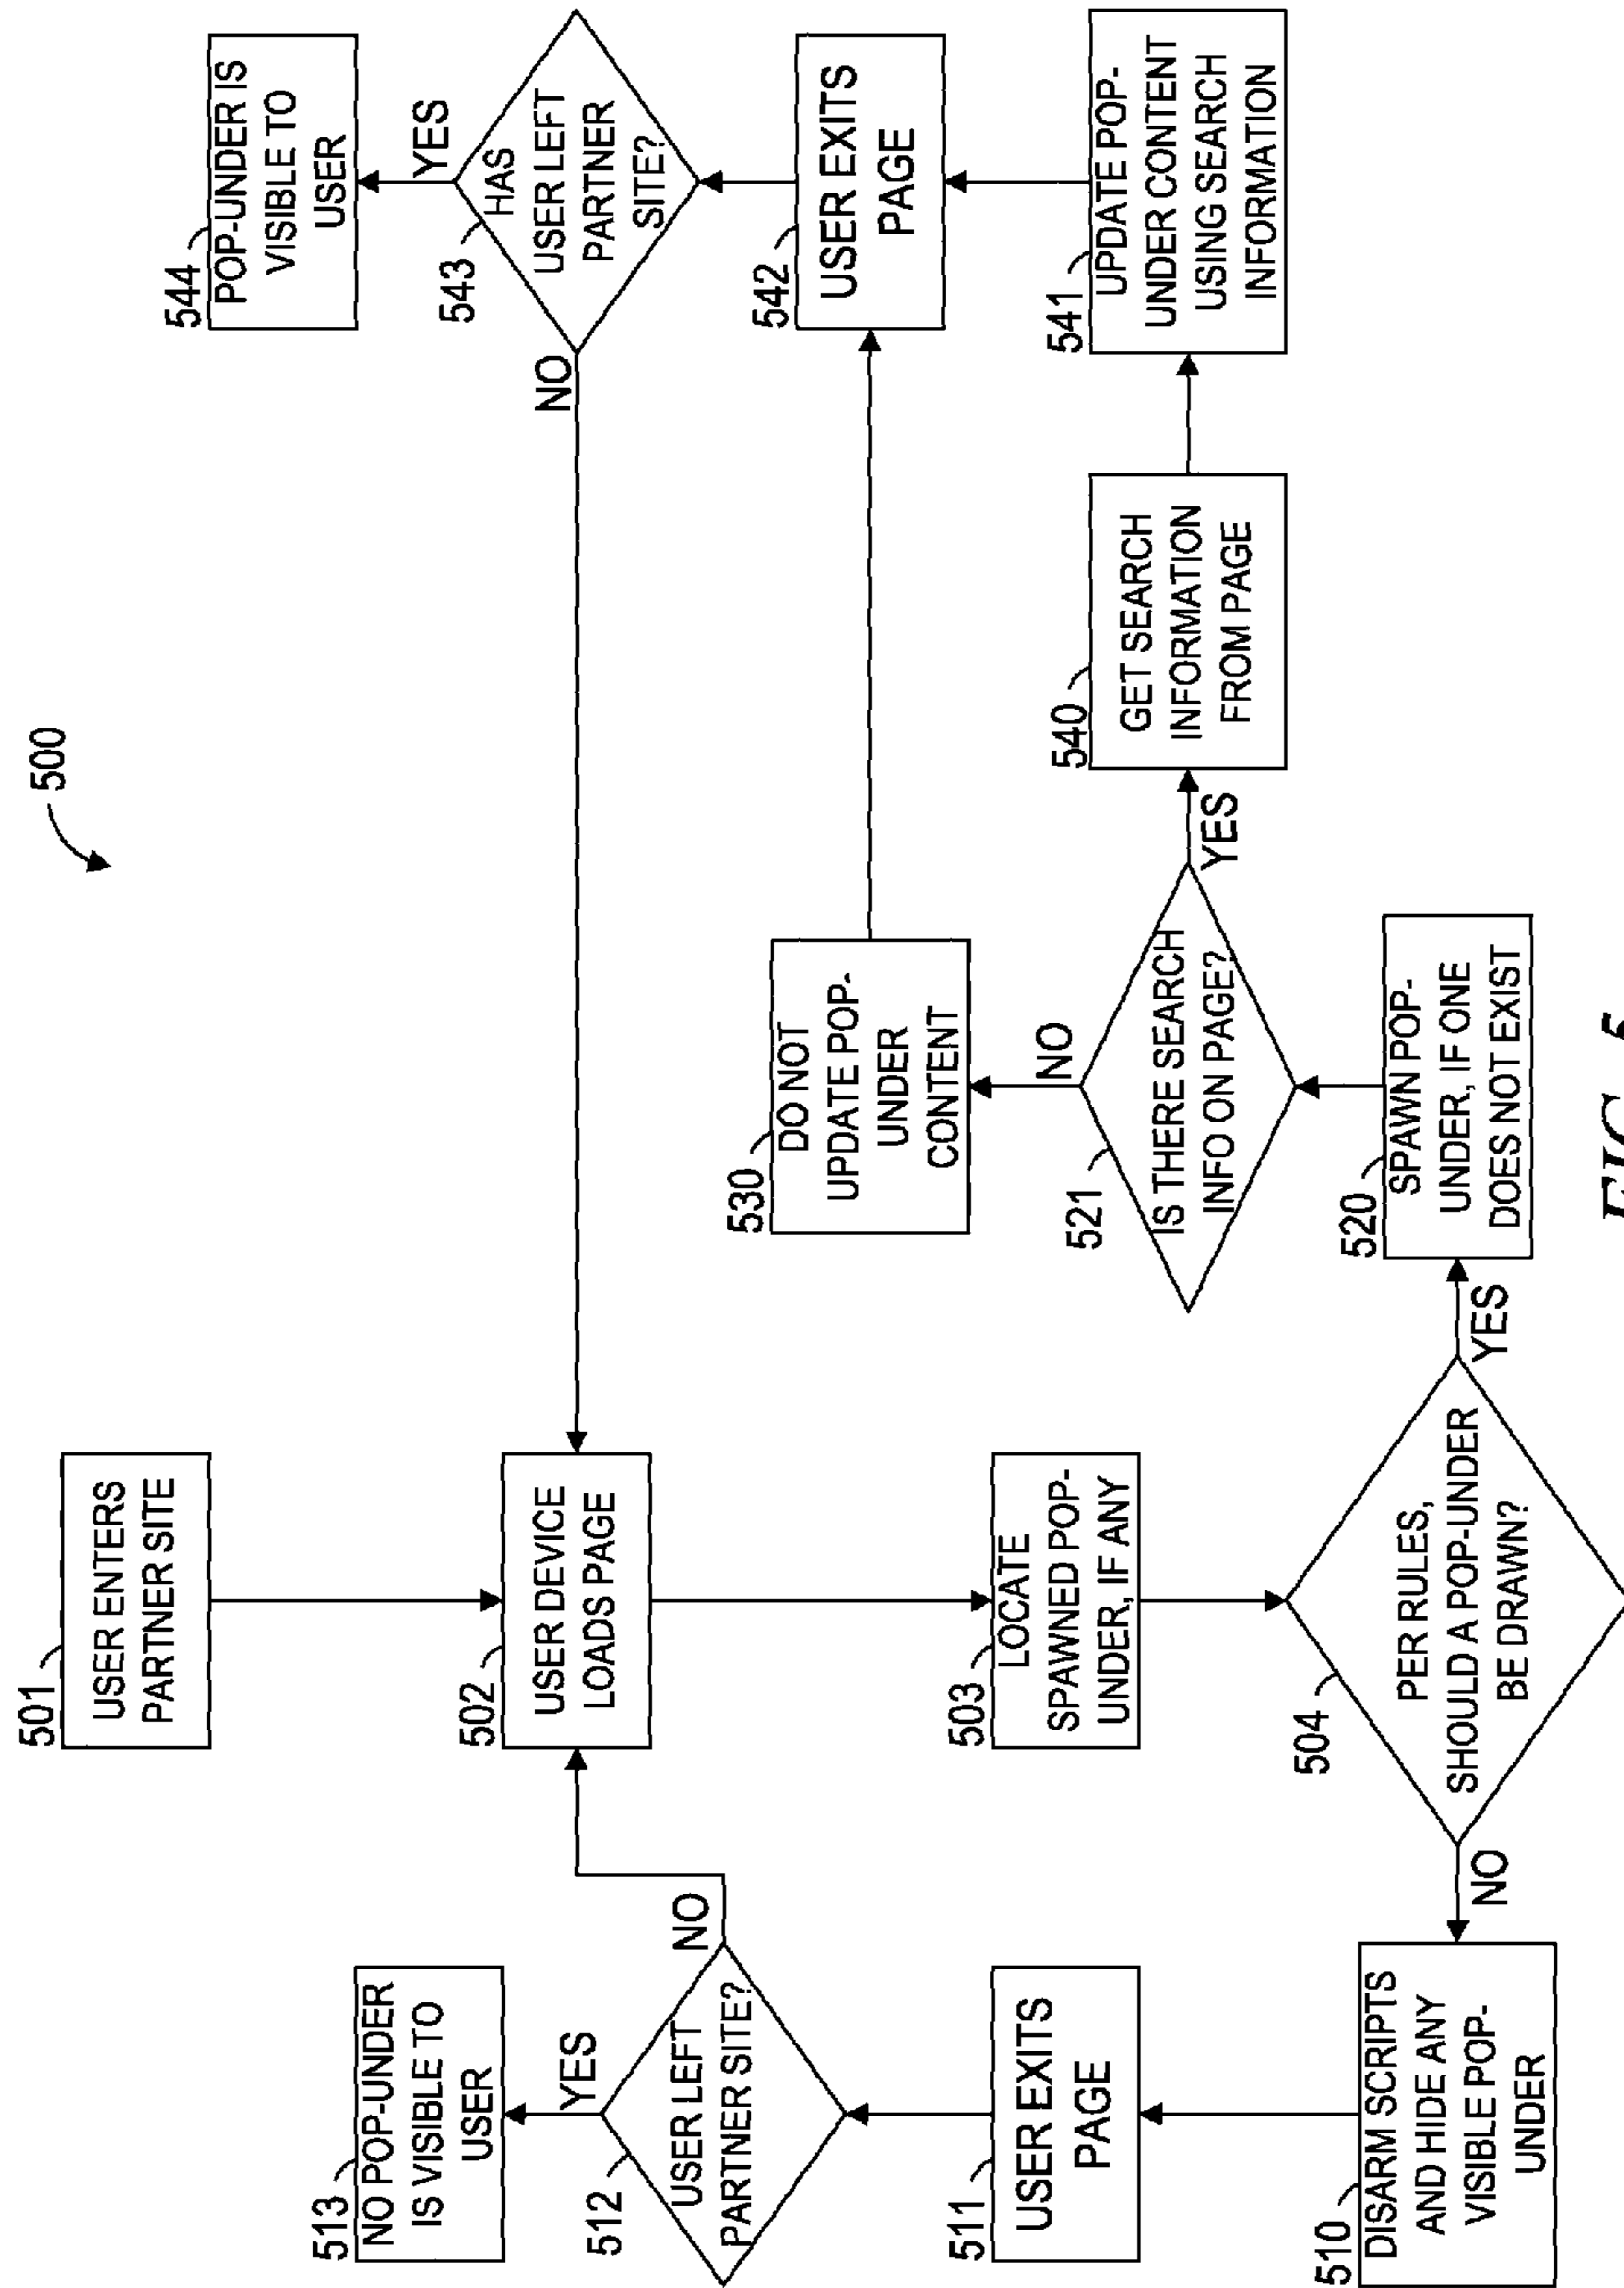 500
501
USER ENTERS
PARTNER SITE
502
USER DEVICE
LOADS PAGE
503
LOCATE
SPAWNED POP-
UNDER, IF ANY
504
PER RULES,
SHOULD A POP-UNDER
BE DRAWN?
NO
YES
510
DISARM SCRIPTS
AND HIDE ANY
VISIBLE POP-
UNDER
511
USER EXITS
PAGE
512
USER LEFT
PARTNER SITE?
NO
YES
513
NO POP-UNDER
IS VISIBLE TO
USER
520
SPAWN POP-
UNDER, IF ONE
DOES NOT EXIST
521
IS THERE SEARCH
INFO ON PAGE?
NO
YES
530
DO NOT
UPDATE POP-
UNDER
CONTENT
540
GET SEARCH
INFORMATION
FROM PAGE
541
UPDATE POP-
UNDER CONTENT
USING SEARCH
INFORMATION
542
USER EXITS
PAGE
543
HAS
USER LEFT
PARTNER
SITE?
NO
YES
544
POP-UNDER IS
VISIBLE TO
USER
FIG. 5